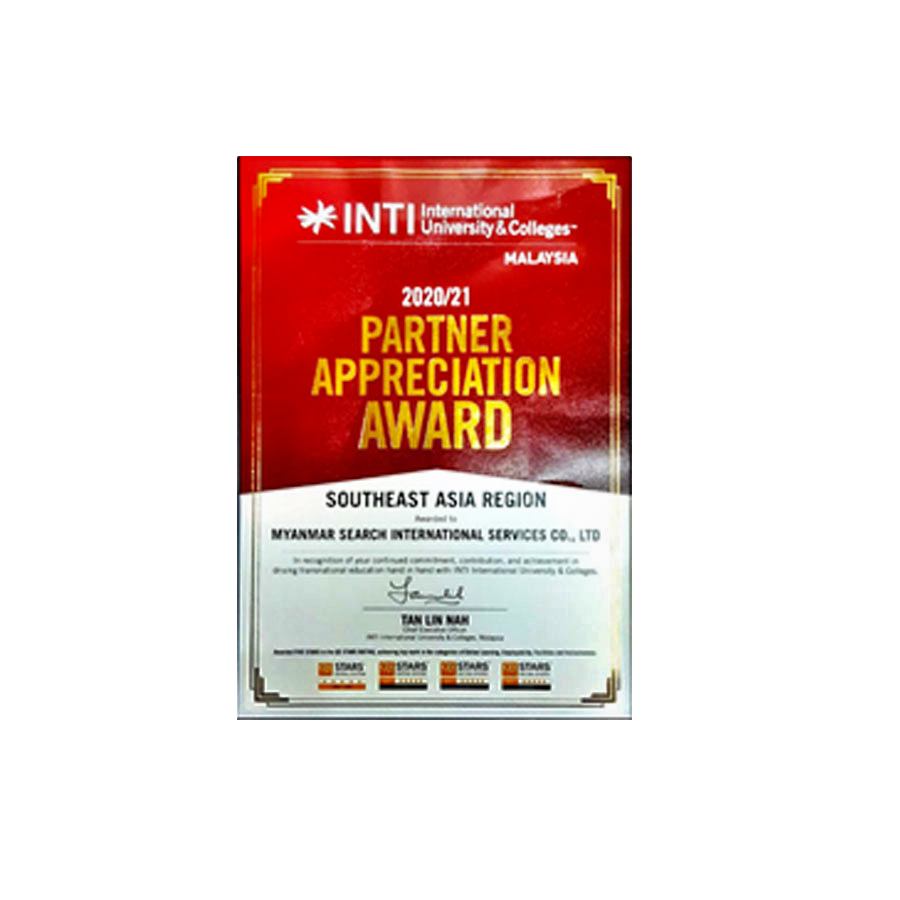 INTI International
University & Colleges™
MALAYSIA
2020/21
PARTNER
APPRECIATION
AWARD
SOUTHEAST ASIA REGION
Awarded to
MYANMAR SEARCH INTERNATIONAL SERVICES CO., LTD
In recognition of your continued commitment, contribution, and achievement in
driving transnational education hand in hand with INTI International University & Colleges.
TAN LIN NAH
Chief Executive Officer
INTI International University & Colleges, Malaysia
STARS STARS STARS STARS